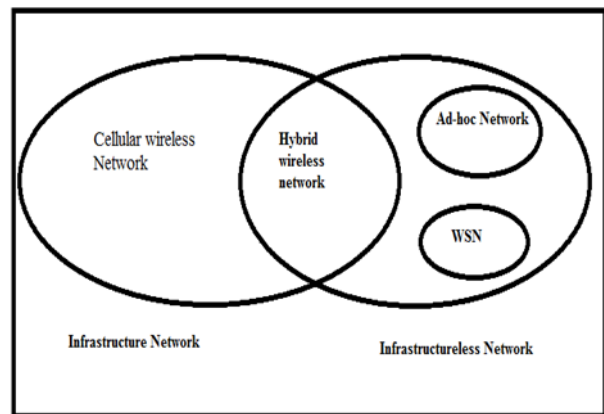 Cellular wireless
Network
Hybrid
wireless
network
Ad-hoc Network
WSN
Infrastructure Network
Infrastructureless Network